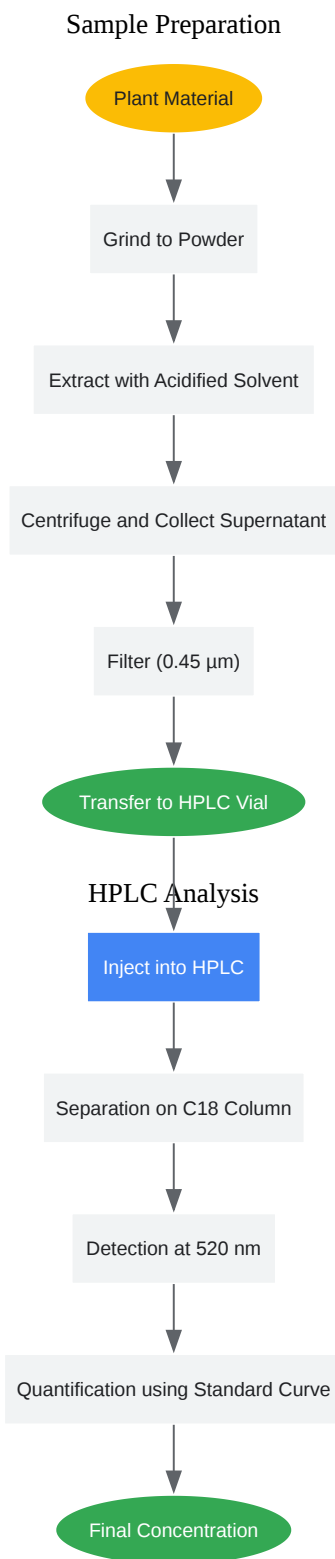 Sample Preparation
Plant Material
Grind to Powder
Extract with Acidified Solvent
Centrifuge and Collect Supernatant
Filter (0.45 µm)
Transfer to HPLC Vial
HPLC Analysis
Inject into HPLC
Separation on C18 Column
Detection at 520 nm
Quantification using Standard Curve
Final Concentration